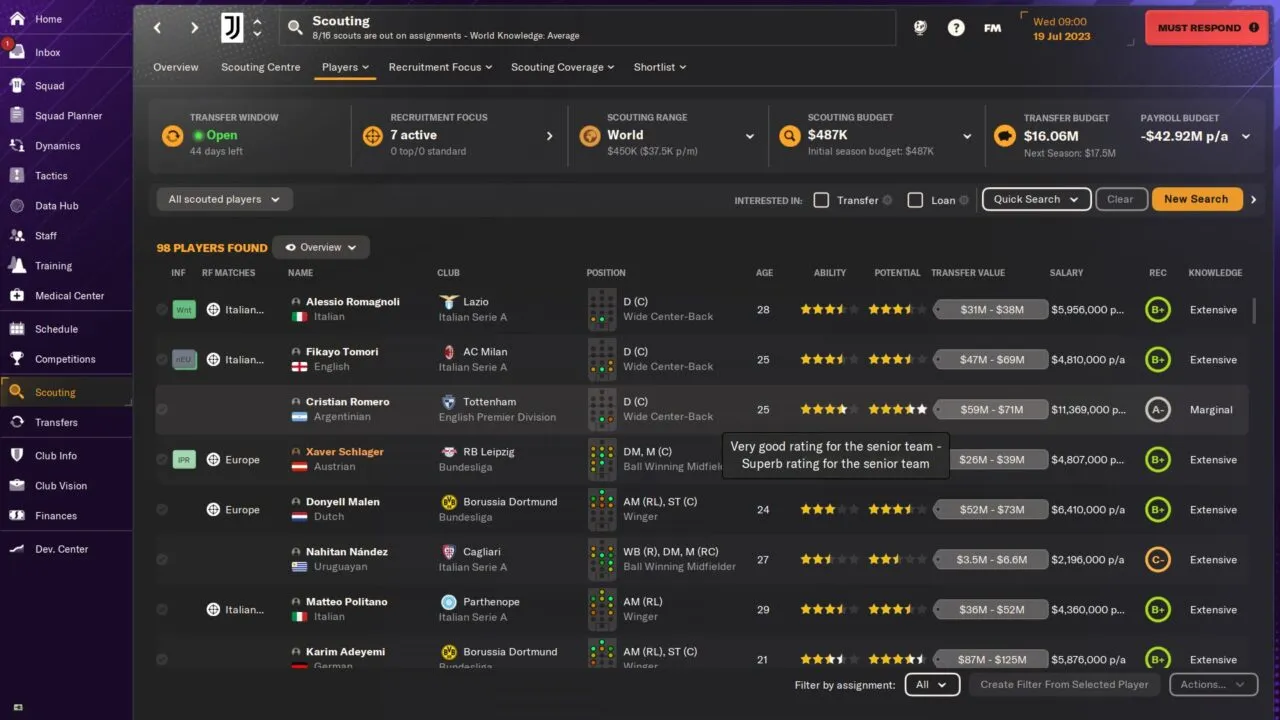 Home
1
Inbox
Squad
Squad Planner
Dynamics
Tactics
Data Hub
Staff
Training
Medical Center
Schedule
Competitions
Scouting
Transfers
Club Info
Club Vision
Finances
Dev. Center
Scouting
8/16 scouts are out on assignments - World Knowledge: Average
? FM
Wed 09:00
19 Jul 2023
MUST RESPOND
Overview Scouting Centre Players Recruitment Focus Scouting Coverage Shortlist
TRANSFER WINDOW
Open
44 days left
RECRUITMENT FOCUS
7 active
0 top/0 standard
SCOUTING RANGE
World
$450K ($37.5K p/m)
SCOUTING BUDGET
$487K
Initial season budget: $487K
TRANSFER BUDGET
$16.06M
Next Season: $17.5M
PAYROLL BUDGET
-$42.92M p/a
All scouted players
INTERESTED IN: Transfer Loan Quick Search Clear New Search
98 PLAYERS FOUND Overview
INF RF MATCHES NAME CLUB POSITION AGE ABILITY POTENTIAL TRANSFER VALUE SALARY REC KNOWLEDGE
Wnt Italian... Alessio Romagnoli Lazio D (C) 28 $31M - $38M $5,956,000 p... B+ Extensive
Italian Italian Serie A Wide Center-Back
nEU Italian... Fikayo Tomori AC Milan D (C) 25 $47M - $69M $4,810,000 p/a B+ Extensive
English Italian Serie A Wide Center-Back
Cristian Romero Tottenham D (C) 25 $59M - $71M $11,369,000 p... A- Marginal
Argentinian English Premier Division Wide Center-Back
Very good rating for the senior team -
Superb rating for the senior team
IPR Europe Xaver Schlager RB Leipzig DM, M (C) $26M - $39M $4,807,000 p/a B+ Extensive
Austrian Bundesliga Ball Winning Midfiel
Europe Donyell Malen Borussia Dortmund AM (RL), ST (C) 24 $52M - $73M $6,410,000 p/a B+ Extensive
Dutch Bundesliga Winger
Nahitan Nández Cagliari WB (R), DM, M (RC) 27 $3.5M - $6.6M $2,196,000 p/a C- Extensive
Uruguayan Italian Serie A Ball Winning Midfielder
Italian... Matteo Politano Parthenope AM (RL) 29 $36M - $52M $4,360,000 p/a B+ Extensive
Italian Italian Serie A Winger
Karim Adeyemi Borussia Dortmund AM (RL), ST (C) 21 $87M - $125M $5,876,000 p/a B+ Extensive
German Bundesliga Winger
Filter by assignment: All Create Filter From Selected Player Actions...